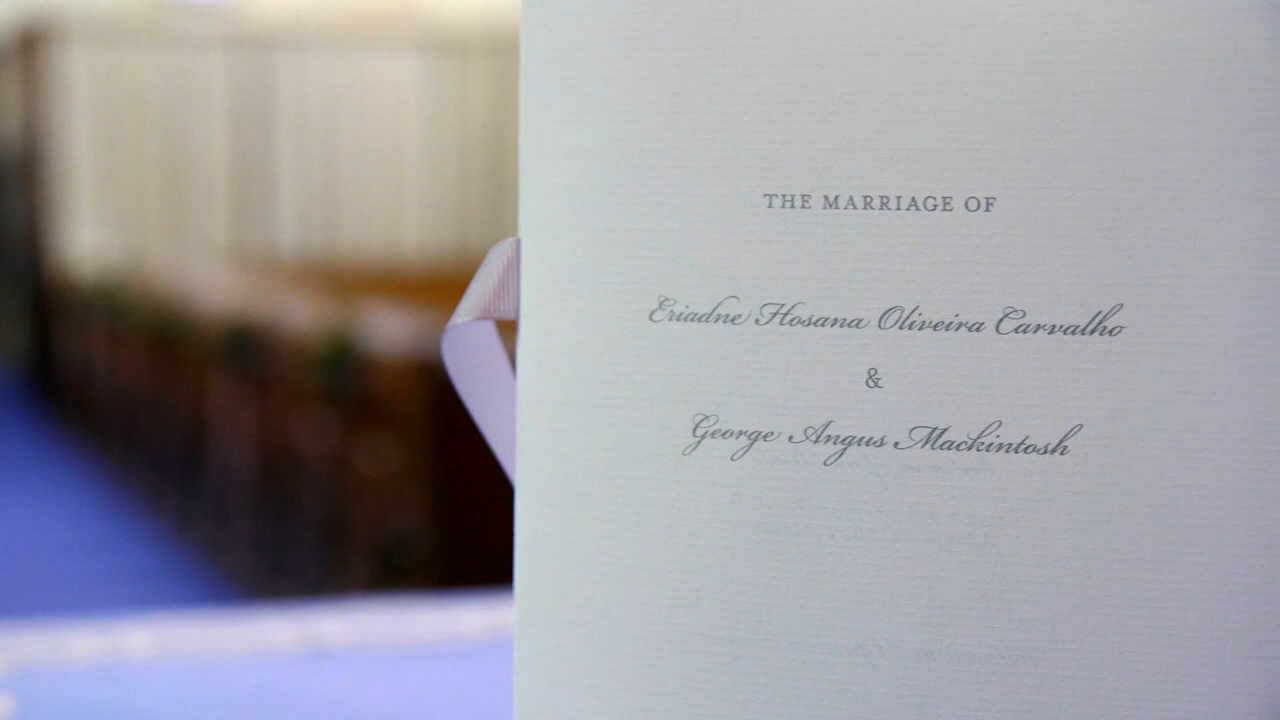 THE MARRIAGE OF
Eriadne Hosana Oliveira Carvalho
&
George Angus Mackintosh